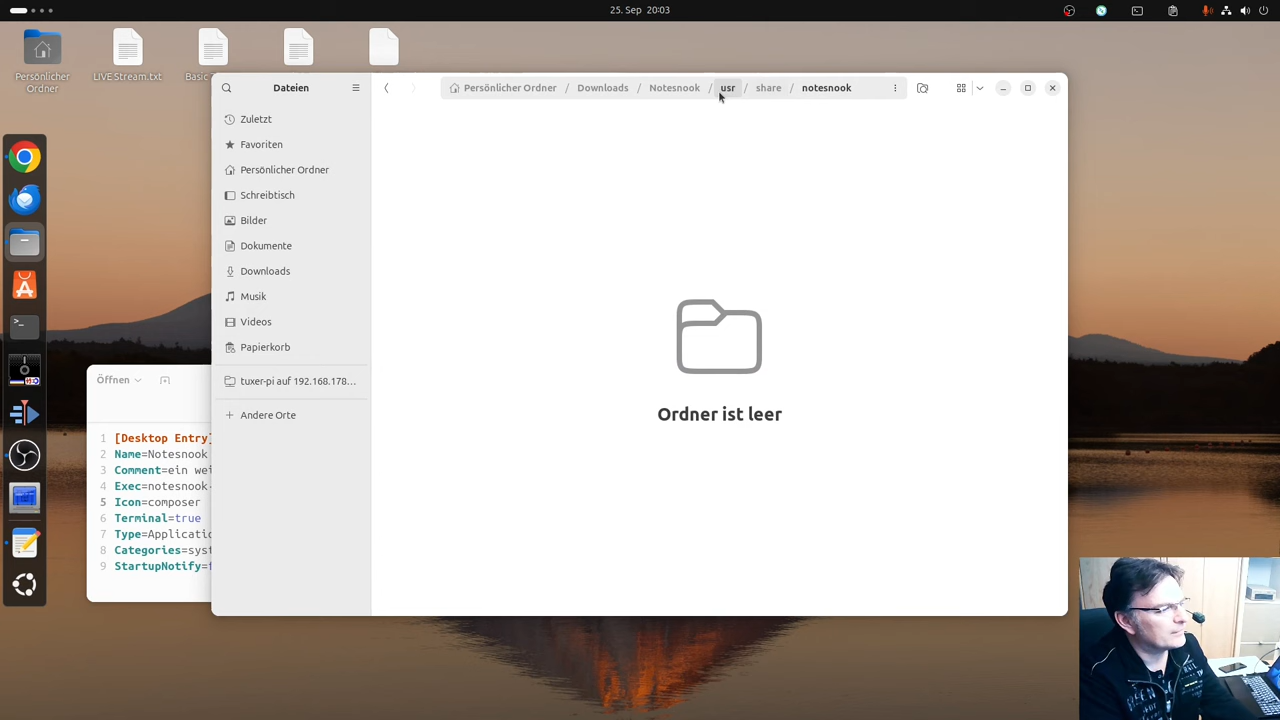 25. Sep 20:03
Persönlicher Ordner
LIVE Stream.txt
Basic
Dateien
Persönlicher Ordner / Downloads / Notesnook / usr / share / notesnook
Zuletzt
Favoriten
Persönlicher Ordner
Schreibtisch
Bilder
Dokumente
Downloads
Musik
Videos
Papierkorb
tuxer-pi auf 192.168.178...
Andere Orte
Ordner ist leer
Öffnen
1 [Desktop Entry]
2 Name=Notesnook
3 Comment=ein wei
4 Exec=notesnook-
5 Icon=composer
6 Terminal=true
7 Type=Applicatio
8 Categories=syst
9 StartupNotify=f